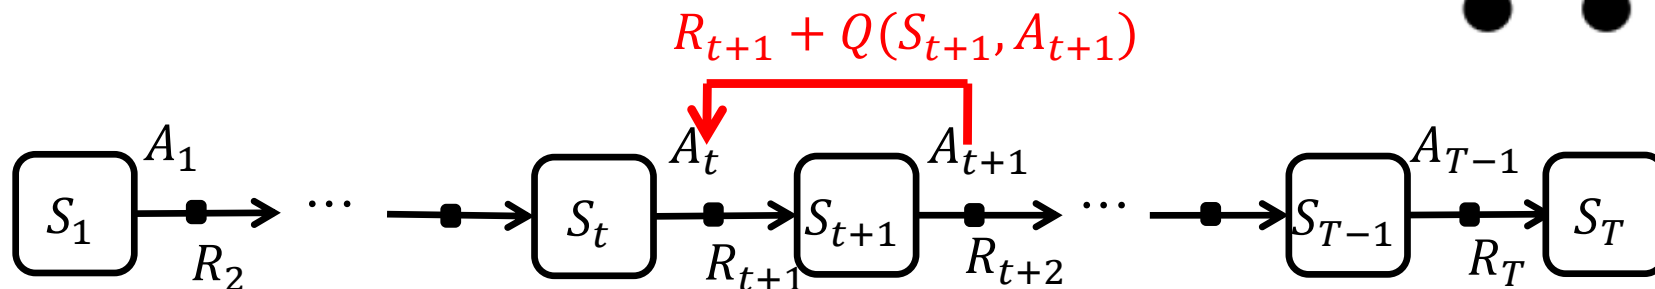 R_{t+1} + Q(S_{t+1}, A_{t+1})
A_1 A_t A_{t+1} A_{T-1}
S_1 ... S_t S_{t+1} ... S_{T-1} S_T
R_2 R_{t+1} R_{t+2} R_T